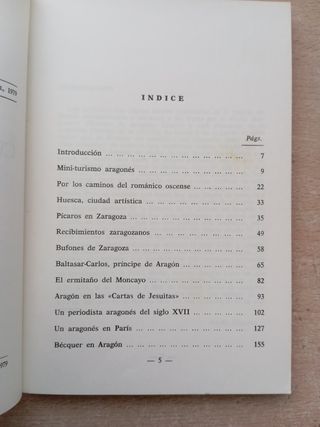 , 1979
INDICE
Págs.
Introducción ... 7
Mini-turismo aragonés ... 9
Por los caminos del románico oscense ... 22
Huesca, ciudad artística ... 33
Pícaros en Zaragoza ... 35
Recibimientos zaragozanos ... 49
Bufones de Zaragoza ... 58
Baltasar-Carlos, príncipe de Aragón ... 65
El ermitaño del Moncayo ... 82
Aragón en las «Cartas de Jesuitas» ... 93
Un periodista aragonés del siglo XVII ... 102
Un aragonés en París ... 127
Bécquer en Aragón ... 155
— 5 —
979